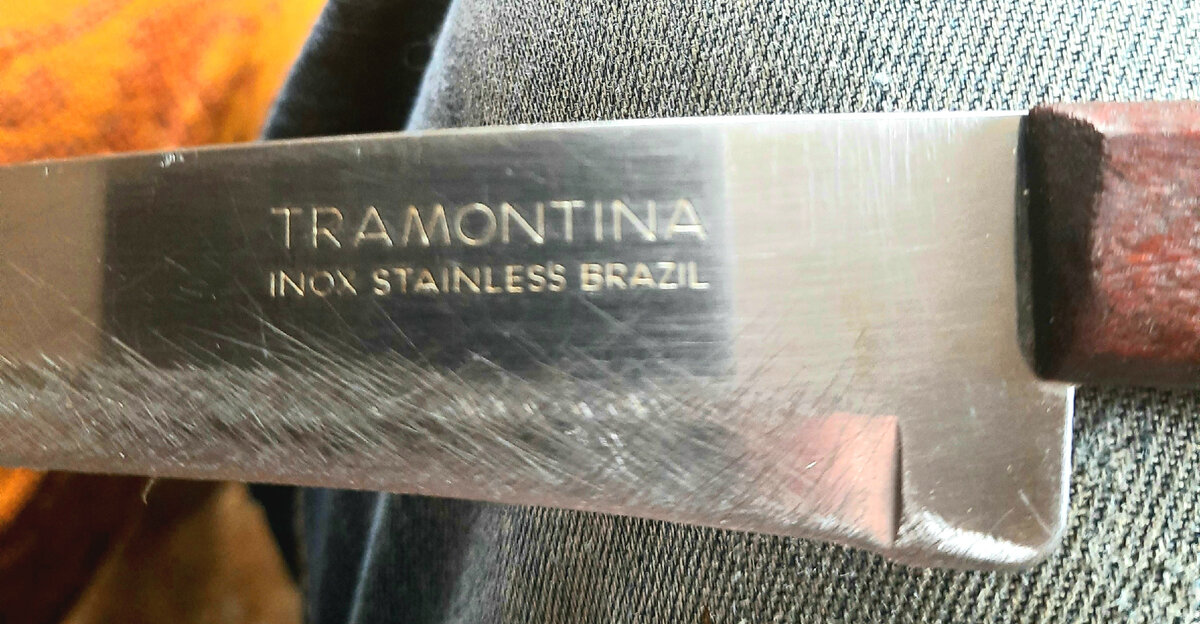 TRAMONTINA
INOX STAINLESS BRAZIL